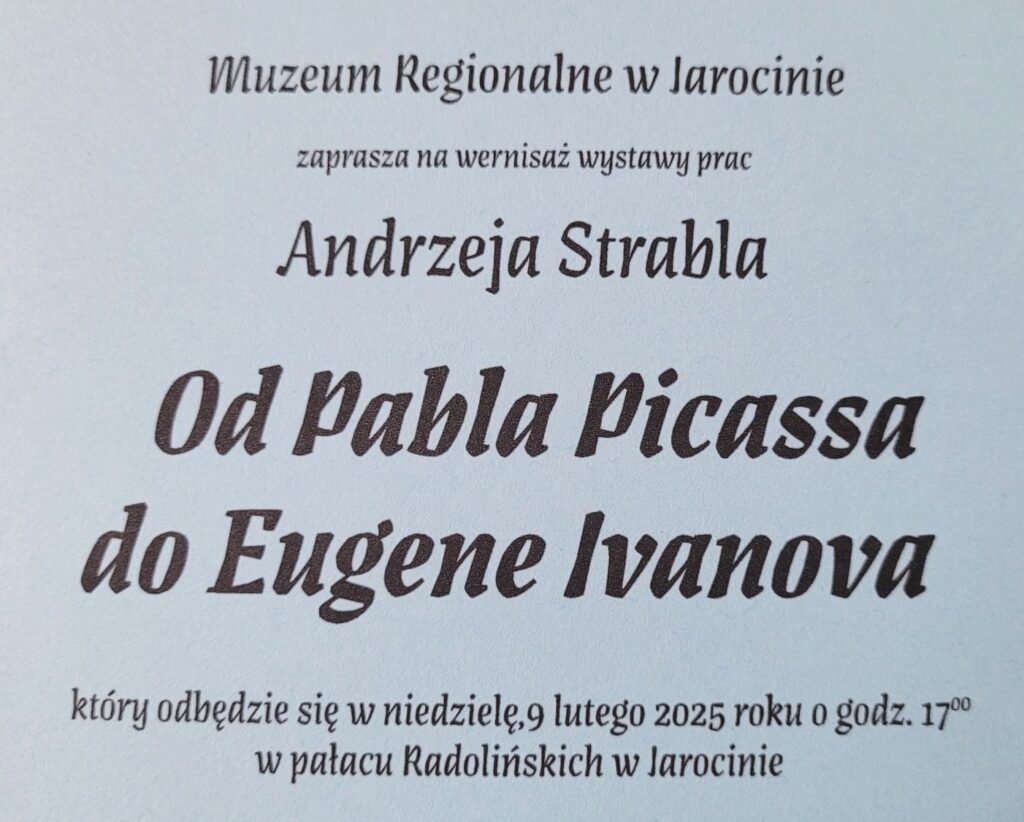 Muzeum Regionalne w Jarocinie
zaprasza na wernisaż wystawy prac
Andrzeja Strabla
Od Pabla Picassa
do Eugene Ivanova
który odbędzie się w niedzielę,9 lutego 2025 roku o godz. 17⁰⁰
w pałacu Radolińskich w Jarocinie